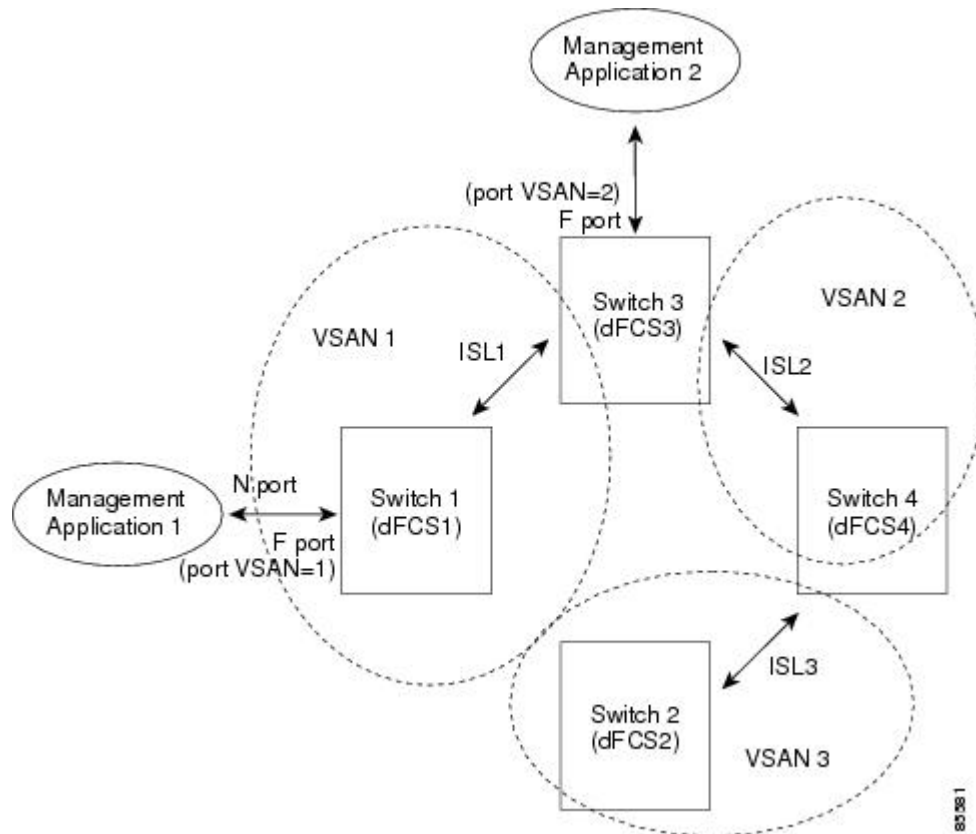 Management
Application 2
(port VSAN=2)
F port
Switch 3
(dFCS3)
VSAN 2
VSAN 1
ISL1
ISL2
Management
Application 1
N port
F port
(port VSAN=1)
Switch 1
(dFCS1)
Switch 4
(dFCS4)
ISL3
Switch 2
(dFCS2)
VSAN 3
85581